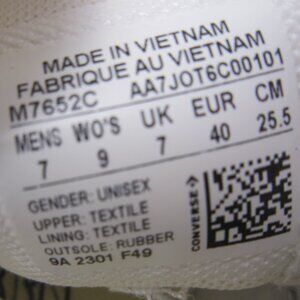 MADE IN VIETNAM
FABRIQUE AU VIETNAM
M7652C AA7JOT6C00101
MENS WO'S UK EUR CM
7 9 7 40 25.5
GENDER: UNISEX
UPPER: TEXTILE
LINING: TEXTILE
OUTSOLE: RUBBER
9A 2301 F49
CONVERSE